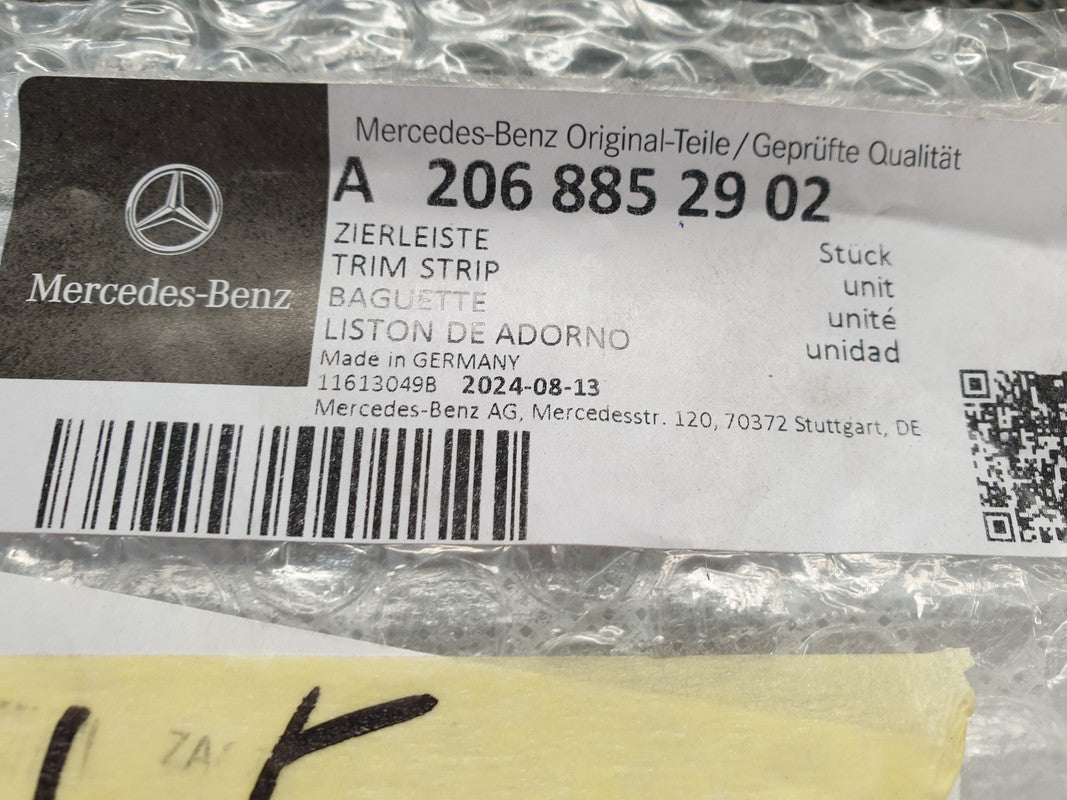 Mercedes-Benz Original-Teile/Geprüfte Qualität
A 206 885 29 02
Mercedes-Benz
ZIERLEISTE Stück
TRIM STRIP unit
BAGUETTE unité
LISTON DE ADORNO unidad
Made in GERMANY
11613049B 2024-08-13
Mercedes-Benz AG, Mercedesstr. 120, 70372 Stuttgart, DE